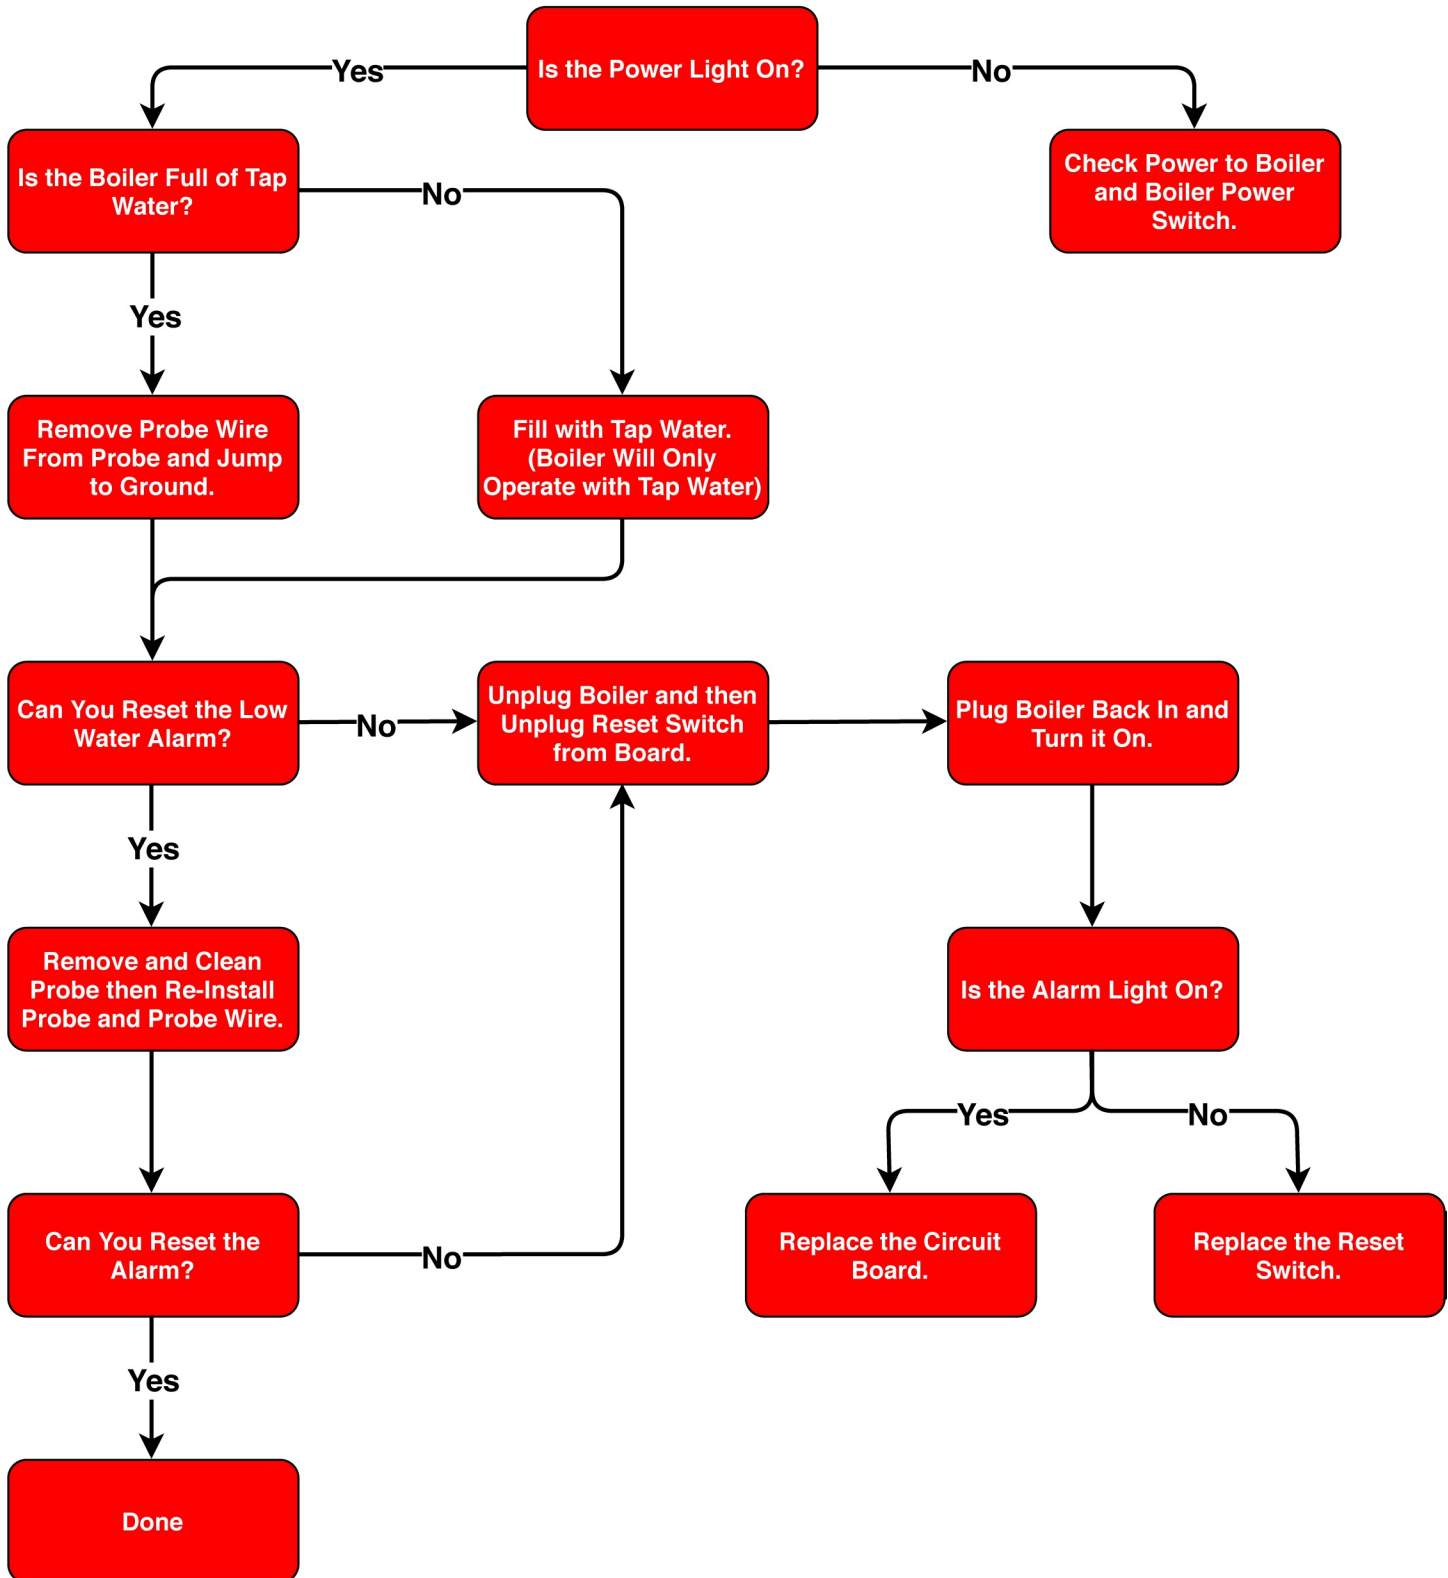 Is the Power Light On?
Yes
No
Is the Boiler Full of Tap
Water?
No
Check Power to Boiler
and Boiler Power
Switch.
Yes
Remove Probe Wire
From Probe and Jump
to Ground.
Fill with Tap Water.
(Boiler Will Only
Operate with Tap Water)
Can You Reset the Low
Water Alarm?
No
Unplug Boiler and then
Unplug Reset Switch
from Board.
Plug Boiler Back In and
Turn it On.
Yes
Remove and Clean
Probe then Re-Install
Probe and Probe Wire.
Is the Alarm Light On?
Yes
No
Can You Reset the
Alarm?
No
Replace the Circuit
Board.
Replace the Reset
Switch.
Yes
Done